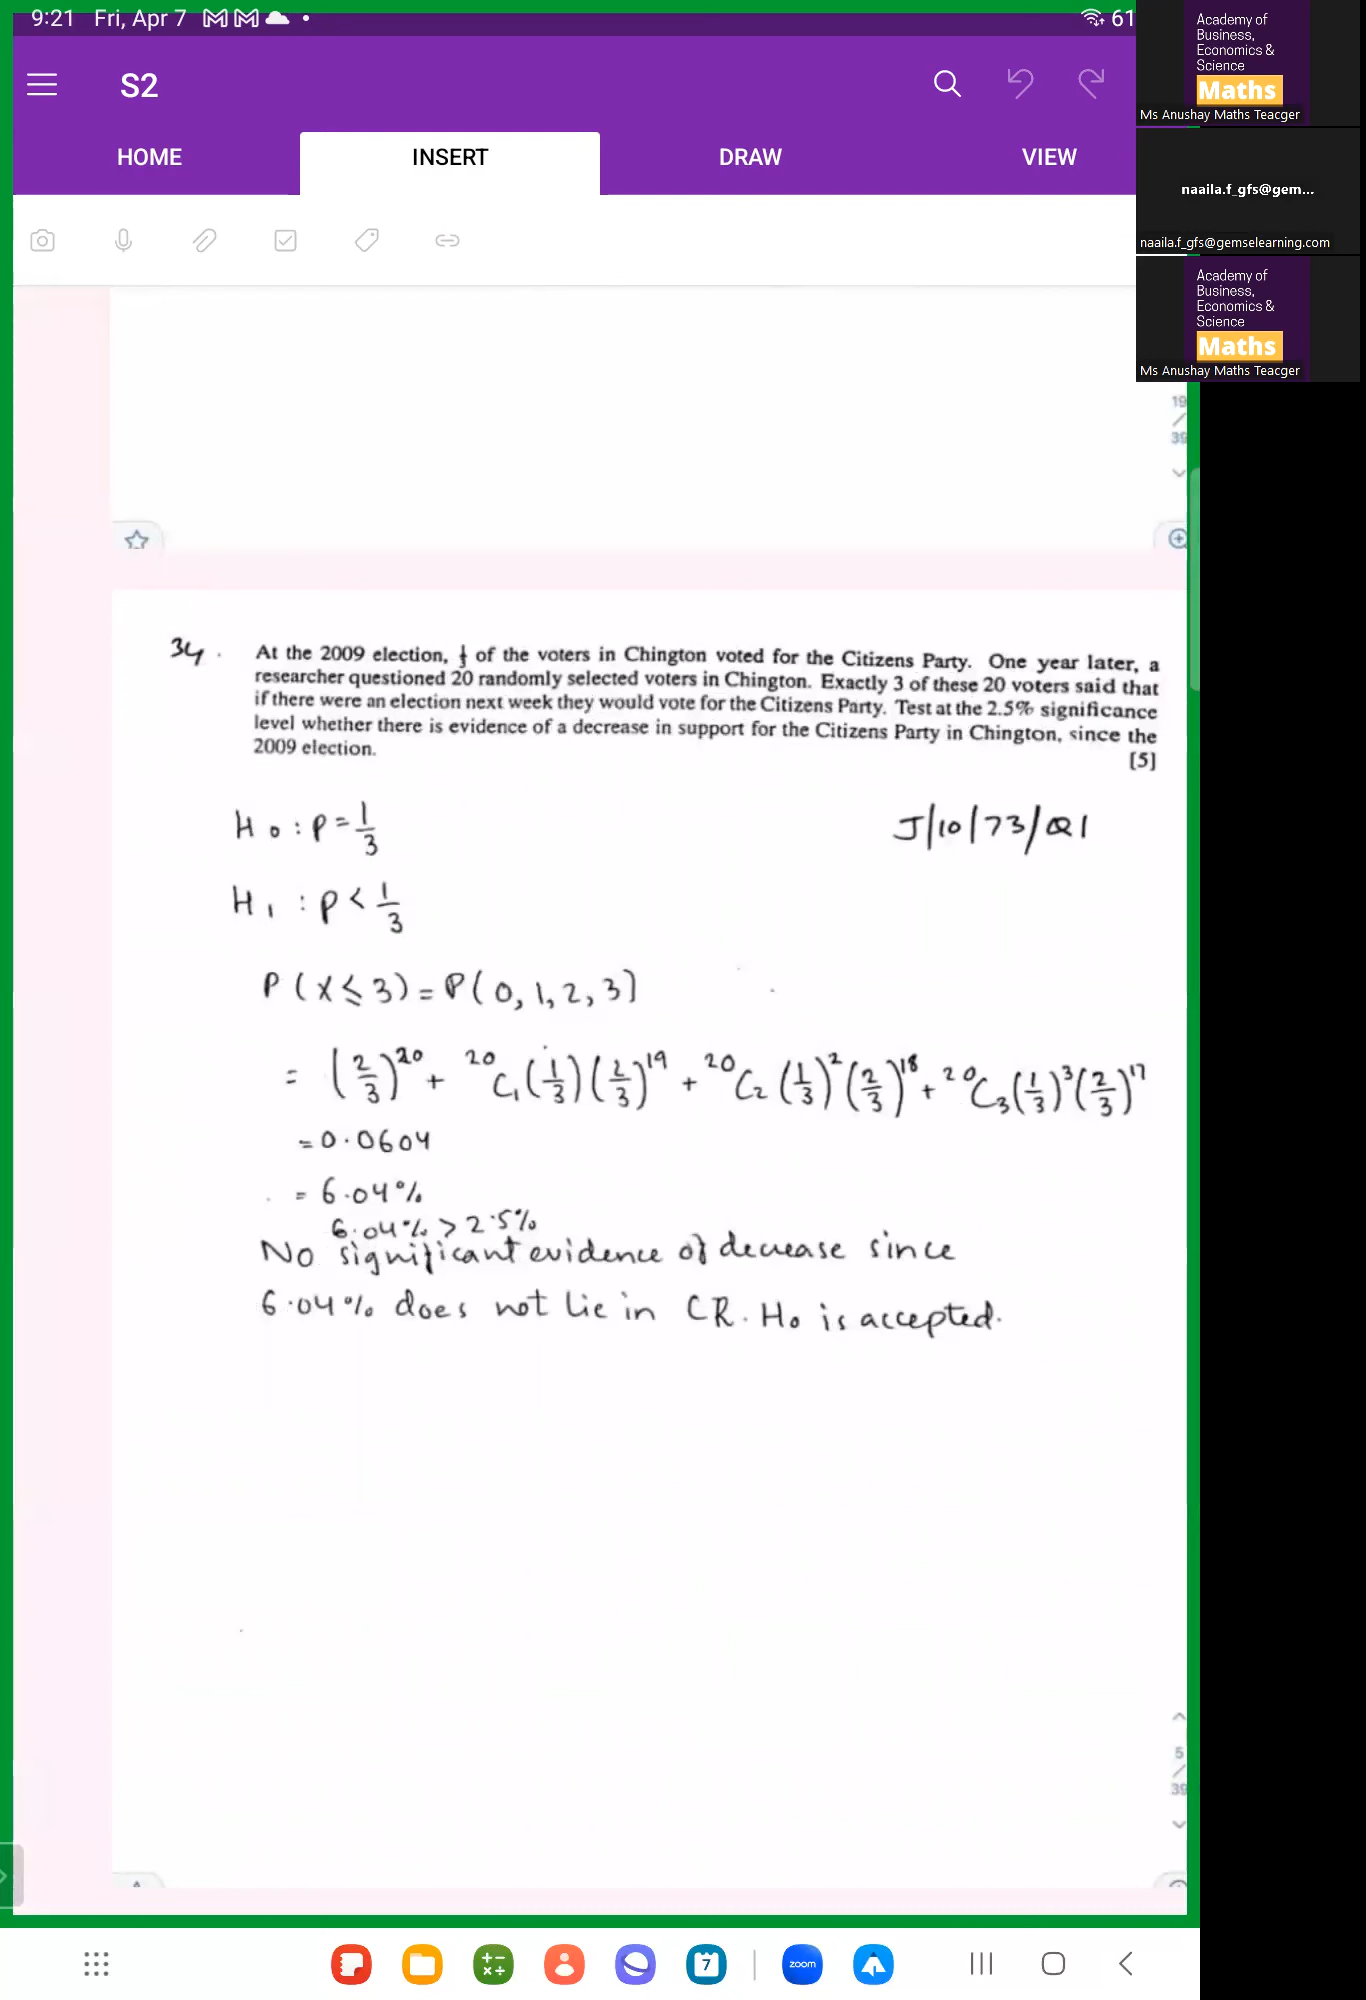 9:21 Fri, Apr 7
61
S2
HOME INSERT DRAW VIEW
Academy of
Business,
Economics &
Science
Maths
Ms Anushay Maths Teacger
naaila.f_gfs@gem...
naaila.f_gfs@gemselearning.com
Academy of
Business,
Economics &
Science
Maths
Ms Anushay Maths Teacger
19
/
39
34. At the 2009 election, 1/3 of the voters in Chington voted for the Citizens Party. One year later, a
researcher questioned 20 randomly selected voters in Chington. Exactly 3 of these 20 voters said that
if there were an election next week they would vote for the Citizens Party. Test at the 2.5% significance
level whether there is evidence of a decrease in support for the Citizens Party in Chington, since the
2009 election.
[5]
H₀ : P = 1/3
J/10/73/Q1
H₁ : P < 1/3
P(X ≤ 3) = P(0, 1, 2, 3)
= (2/3)²⁰ + ²⁰C₁(1/3)(2/3)¹⁹ + ²⁰C₂(1/3)²(2/3)¹⁸ + ²⁰C₃(1/3)³(2/3)¹⁷
= 0.0604
= 6.04%
6.04% > 2.5%
No significant evidence of decrease since
6.04% does not lie in CR. H₀ is accepted.
5
/
39
7
zoom